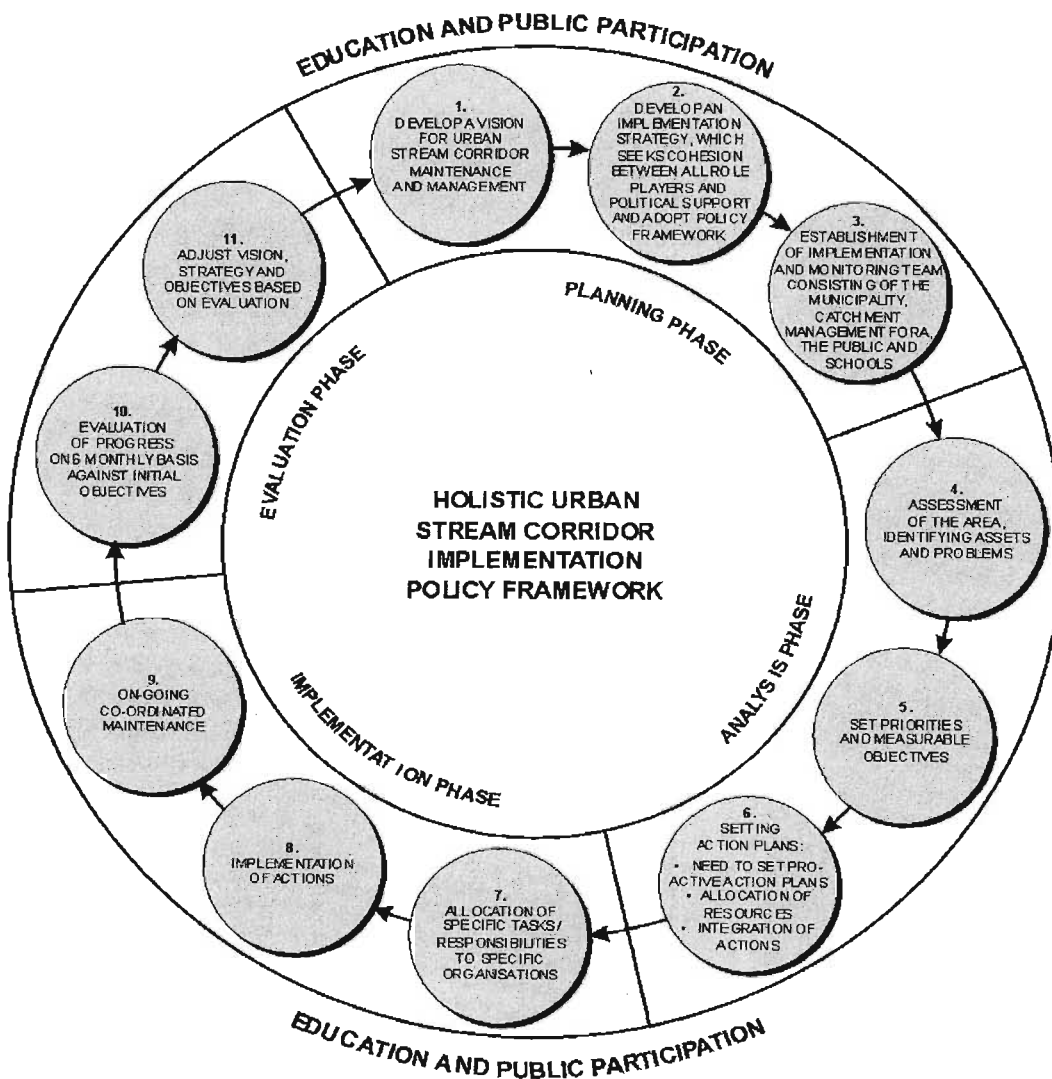 EDUCATION AND PUBLIC PARTICIPATION
1.
DEVELOP A VISION
FOR URBAN
STREAM CORRIDOR
MAINTENANCE
AND MANAGEMENT
2.
DEVELOP AN
IMPLEMENTATION
STRATEGY, WHICH
SEEKS COHESION
BETWEEN ALL ROLE
PLAYERS AND
POLITICAL SUPPORT
AND ADOPT POLICY
FRAMEWORK
3.
ESTABLISHMENT
OF IMPLEMENTATION
AND MONITORING TEAM
CONSISTING OF THE
MUNICIPALITY,
CATCHMENT
MANAGEMENT FORA,
THE PUBLIC AND
SCHOOLS
PLANNING PHASE
4.
ASSESSMENT
OF THE AREA,
IDENTIFYING ASSETS
AND PROBLEMS
5.
SET PRIORITIES
AND MEASURABLE
OBJECTIVES
6.
SETTING
ACTION PLANS:
• NEED TO SET PRO-
ACTIVE ACTION PLANS
• ALLOCATION OF
RESOURCES
• INTEGRATION OF
ACTIONS
ANALYSIS PHASE
7.
ALLOCATION OF
SPECIFIC TASKS/
RESPONSIBILITIES
TO SPECIFIC
ORGANISATIONS
8.
IMPLEMENTATION
OF ACTIONS
9.
ON-GOING
CO-ORDINATED
MAINTENANCE
IMPLEMENTATION PHASE
10.
EVALUATION
OF PROGRESS
ON 6 MONTHLY BASIS
AGAINST INITIAL
OBJECTIVES
11.
ADJUST VISION,
STRATEGY AND
OBJECTIVES BASED
ON EVALUATION
EVALUATION PHASE
HOLISTIC URBAN
STREAM CORRIDOR
IMPLEMENTATION
POLICY FRAMEWORK
EDUCATION AND PUBLIC PARTICIPATION